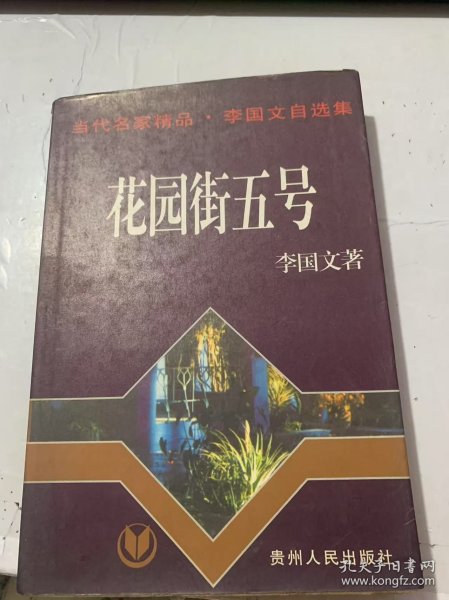 当代名家精品·李国文自选集
花园街五号
李国文著
贵州人民出版社
孔夫子旧书网
www.kongfz.com